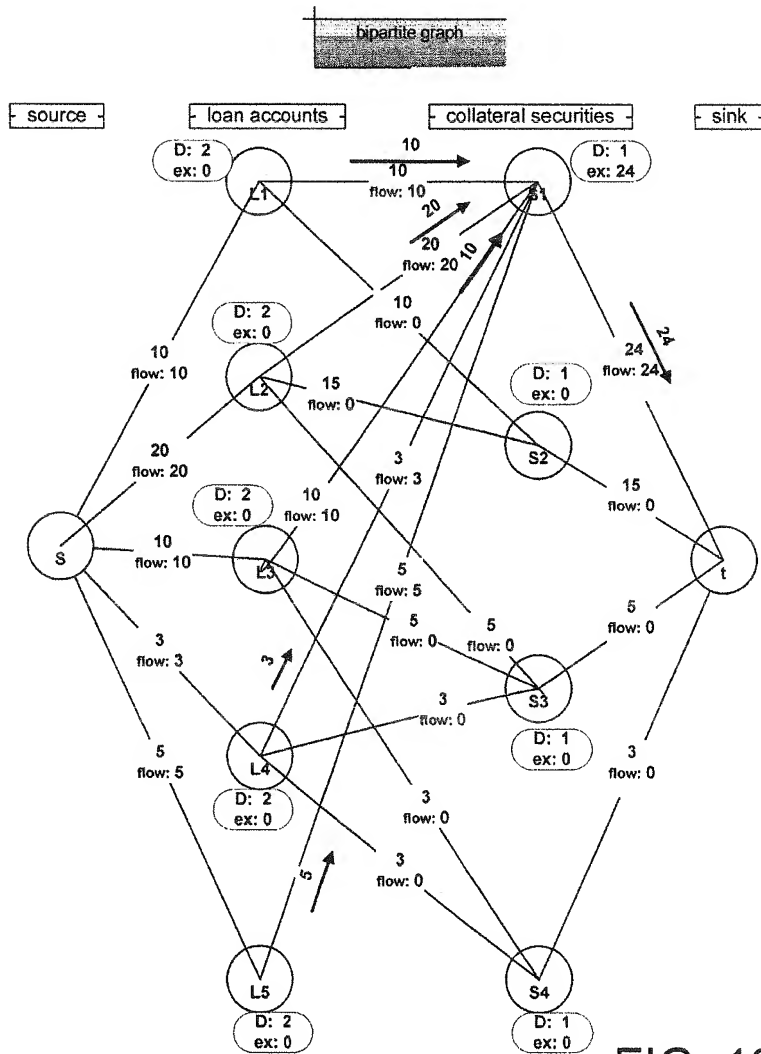 bipartite graph
source
loan accounts
collateral securities
sink
D: 2
ex: 0
L1
10
10
flow: 10
D: 1
ex: 24
S1
20
20
flow: 20
10
D: 2
ex: 0
L2
10
flow: 0
10
flow: 10
15
flow: 0
24
24
flow: 24
D: 1
ex: 0
S2
20
flow: 20
3
flow: 3
15
flow: 0
D: 2
ex: 0
L3
10
flow: 10
S
10
flow: 10
t
5
flow: 5
5
flow: 0
5
flow: 0
5
flow: 0
3
flow: 3
3
S3
D: 1
ex: 0
3
flow: 0
L4
D: 2
ex: 0
5
flow: 5
3
flow: 0
3
flow: 0
3
flow: 0
5
L5
D: 2
ex: 0
S4
D: 1
ex: 0